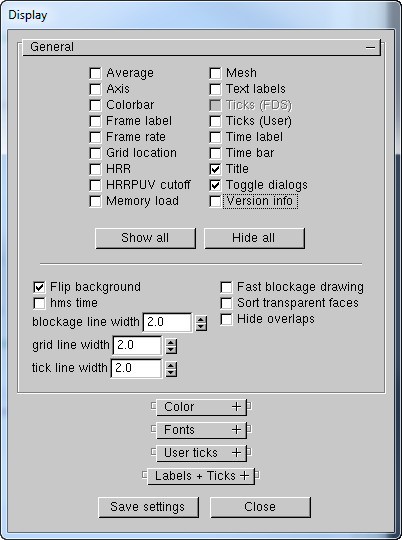 Display
General
Average
Axis
Colorbar
Frame label
Frame rate
Grid location
HRR
HRRPUV cutoff
Memory load
Mesh
Text labels
Ticks (FDS)
Ticks (User)
Time label
Time bar
Title
Toggle dialogs
Version info
Show all
Hide all
Flip background
hms time
blockage line width 2.0
grid line width 2.0
tick line width 2.0
Fast blockage drawing
Sort transparent faces
Hide overlaps
Color
Fonts
User ticks
Labels + Ticks
Save settings
Close